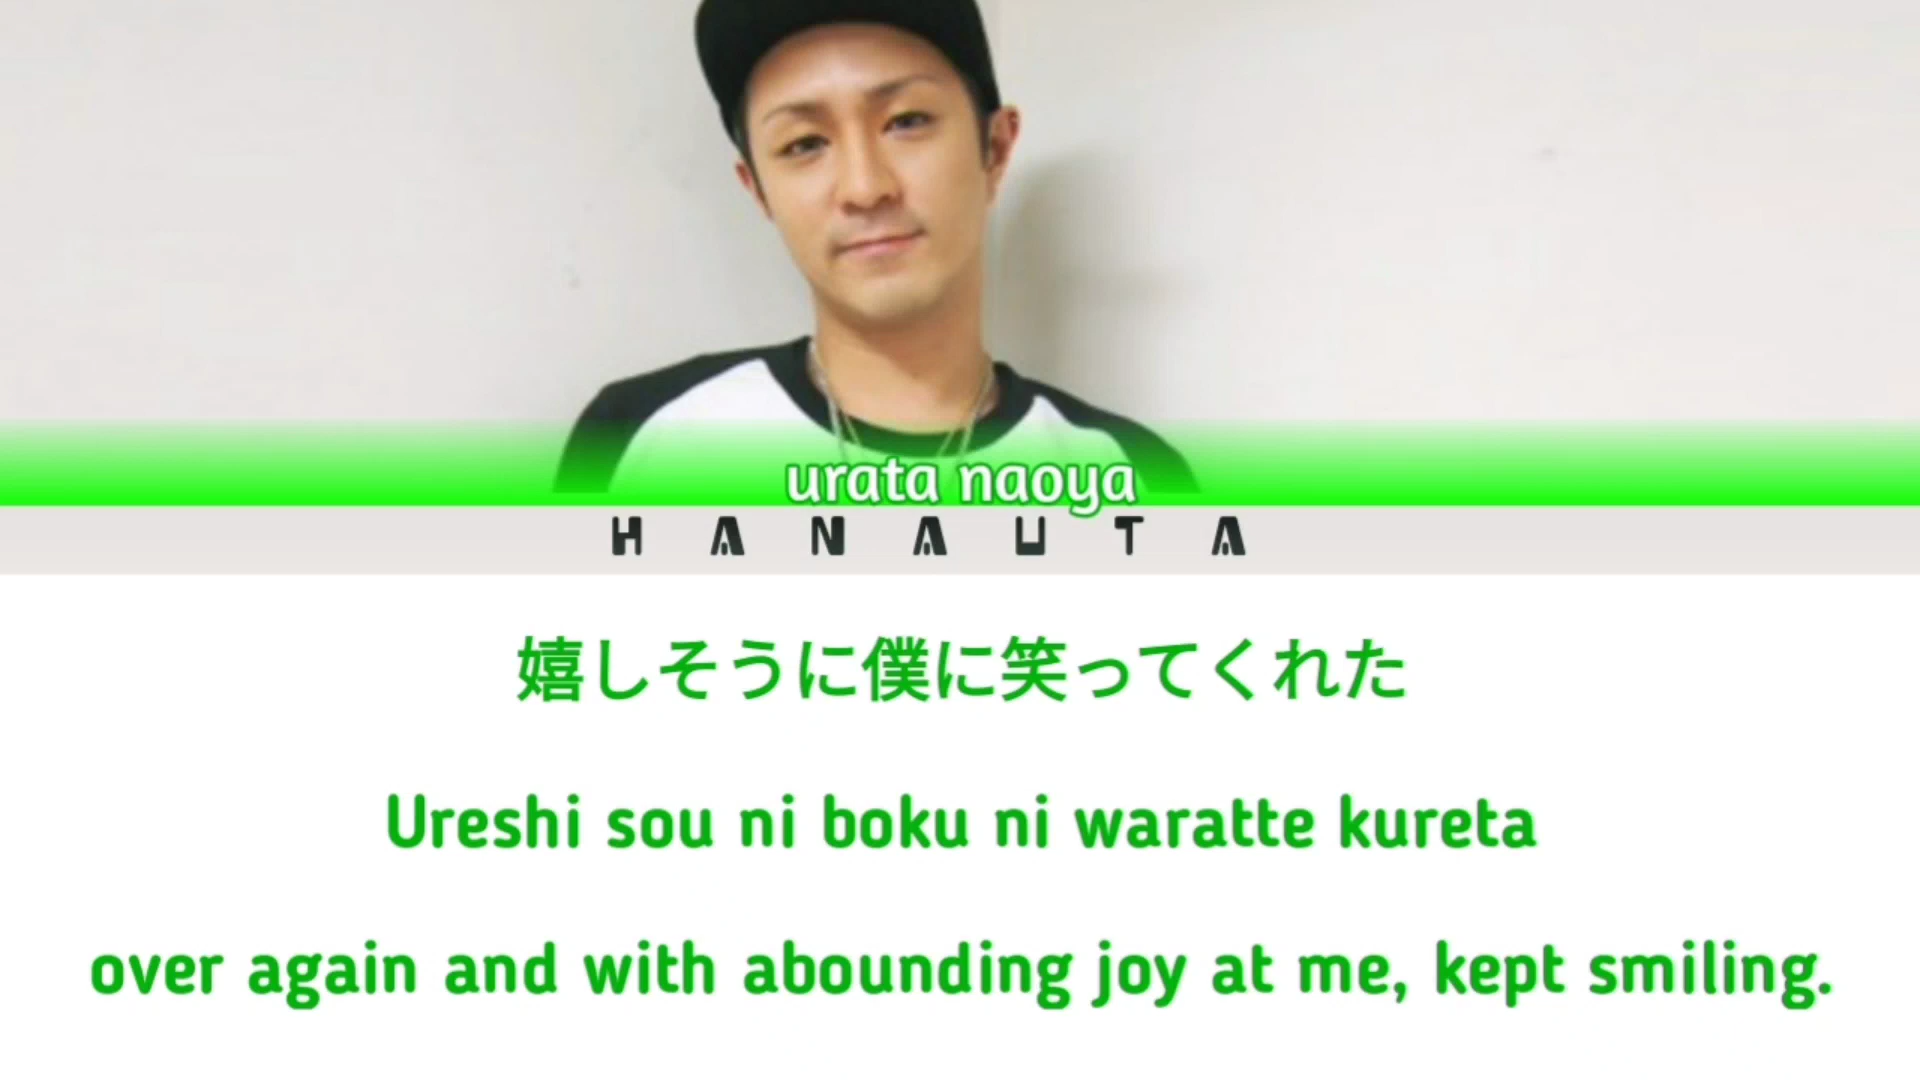 urata naoya
HANAUTA
嬉しそうに僕に笑ってくれた
Ureshi sou ni boku ni waratte kureta
over again and with abounding joy at me, kept smiling.